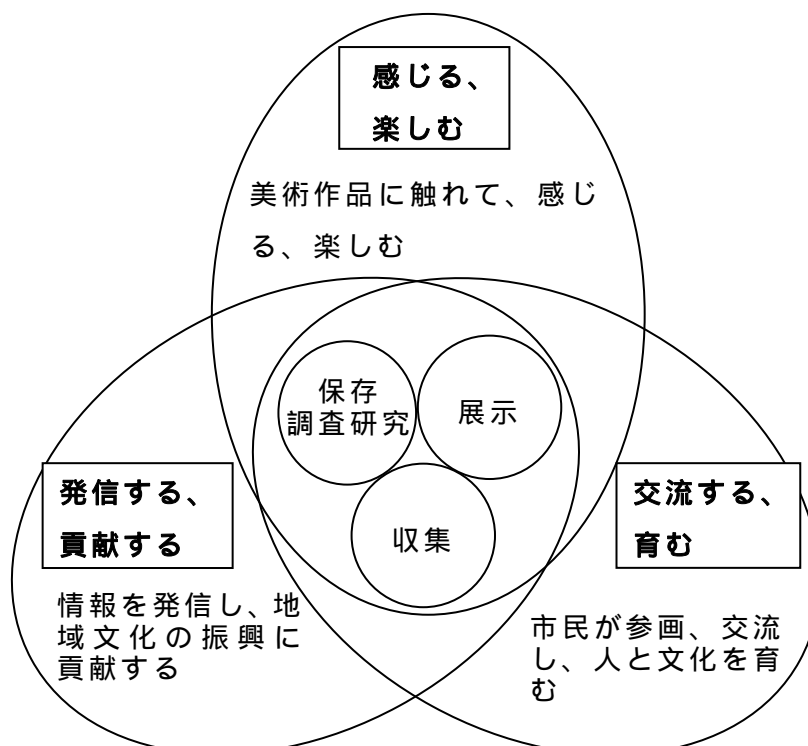 感じる、
楽しむ
美術作品に触れて、感じ
る、楽しむ
保存
調査研究
展示
収集
発信する、
貢献する
情報を発信し、地
域文化の振興に
貢献する
交流する、
育む
市民が参画、交流
し、人と文化を育
む